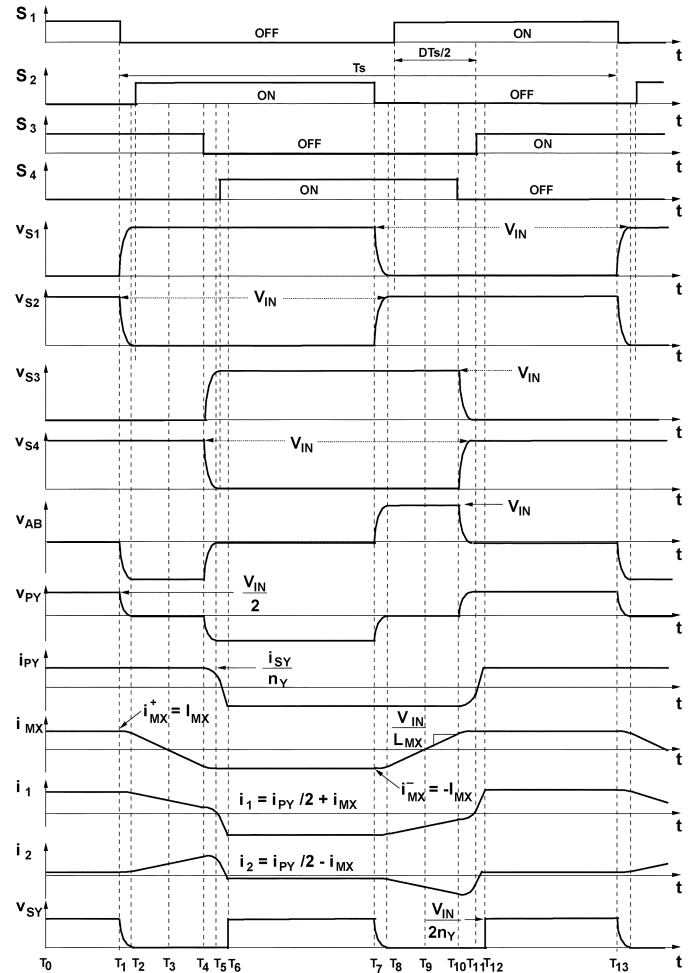 S1
OFF
ON
t
DTs/2
Ts
S2
ON
OFF
t
S3
OFF
ON
t
S4
ON
OFF
t
vS1
VIN
t
vS2
VIN
t
vS3
VIN
t
vS4
VIN
t
vAB
VIN
t
vPY
VIN
2
t
iPY
iSY
nY
t
iMX
i+MX = IMX
VIN
LMX
i−MX = -IMX
t
i1
i1 = iPY /2 + iMX
t
i2
i2 = iPY /2 - iMX
t
vSY
VIN
2nY
t
T0 T1 T2 T3 T4 T5 T6 T7 T8 T9 T10 T11 T12 T13